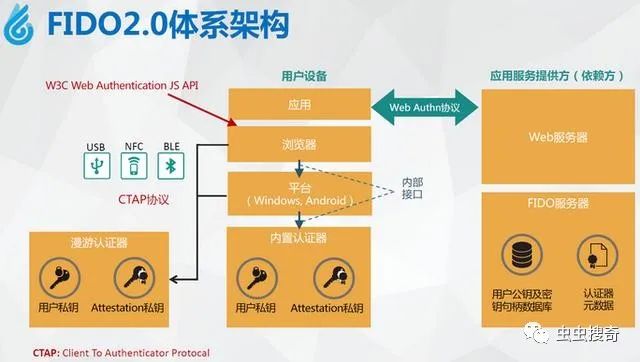 FIDO2.0体系架构
用户设备
应用服务提供方（依赖方）
W3C Web Authentication JS API
应用
Web Authn协议
Web服务器
浏览器
USB
NFC
BLE
内部
接口
平台
（Windows, Android）
CTAP协议
FIDO服务器
漫游认证器
用户私钥
Attestation私钥
内置认证器
用户私钥
Attestation私钥
用户公钥及密
钥句柄数据库
认证器
元数据
CTAP: Client To Authenticator Protocal
虫虫搜奇